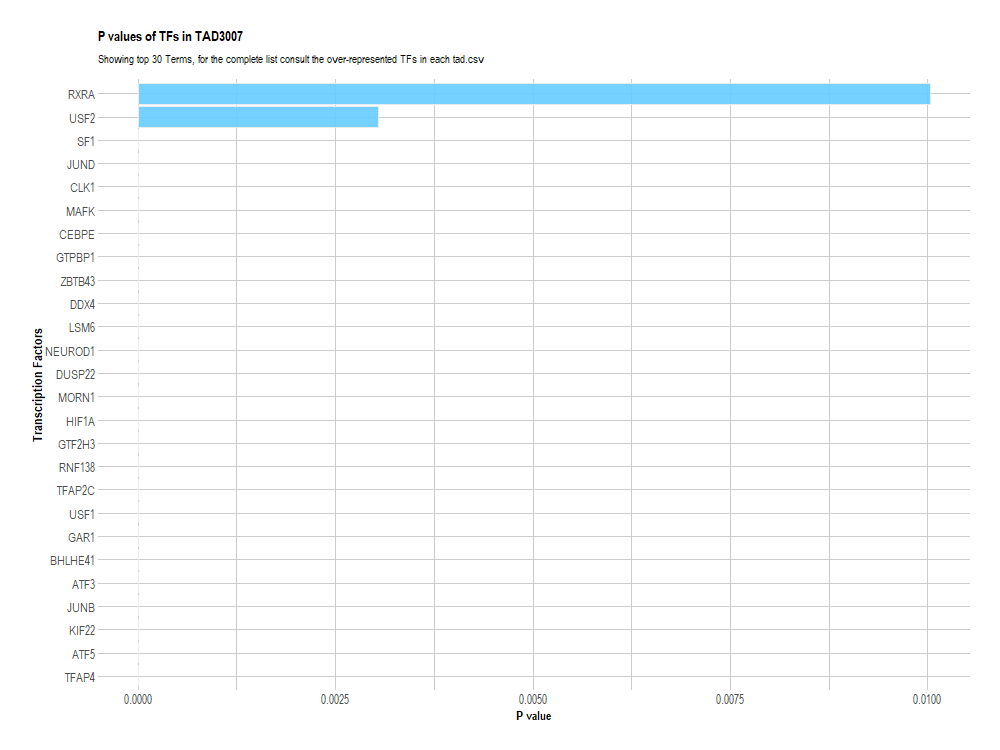 P values of TFs in TAD3007
Showing top 30 Terms, for the complete list consult the over-represented TFs in each tad.csv
Transcription Factors
RXRA
USF2
SF1
JUND
CLK1
MAFK
CEBPE
GTPBP1
ZBTB43
DDX4
LSM6
NEUROD1
DUSP22
MORN1
HIF1A
GTF2H3
RNF138
TFAP2C
USF1
GAR1
BHLHE41
ATF3
JUNB
KIF22
ATF5
TFAP4
0.0000 0.0025 0.0050 0.0075 0.0100
P value